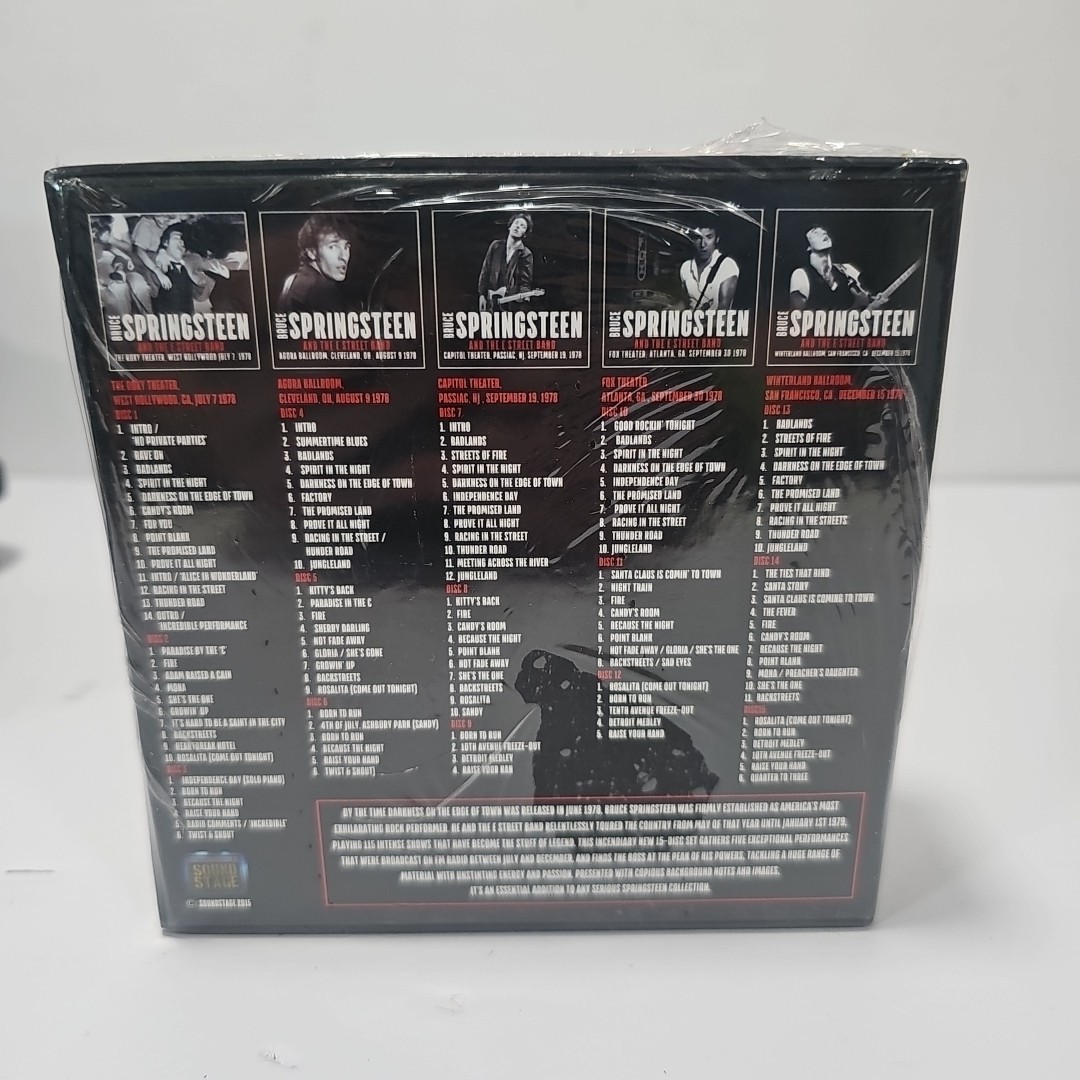 BRUCE SPRINGSTEEN
AND THE E STREET BAND
THE ROXY THEATER, WEST HOLLYWOOD JULY 7 1978
BRUCE SPRINGSTEEN
AND THE E STREET BAND
AGORA BALLROOM, CLEVELAND, OH, AUGUST 9 1978
BRUCE SPRINGSTEEN
AND THE E STREET BAND
CAPITOL THEATER, PASSIAC, NJ, SEPTEMBER 19, 1978
BRUCE SPRINGSTEEN
AND THE E STREET BAND
FOX THEATER, ATLANTA, GA, SEPTEMBER 30 1978
BRUCE SPRINGSTEEN
AND THE E STREET BAND
WINTERLAND BALLROOM, SAN FRANCISCO, CA, DECEMBER 15 1978
THE ROXY THEATER,
WEST HOLLYWOOD, CA, JULY 7 1978
DISC 1
1. INTRO /
'NO PRIVATE PARTIES'
2. RAVE ON
3. BADLANDS
4. SPIRIT IN THE NIGHT
5. DARKNESS ON THE EDGE OF TOWN
6. CANDY'S ROOM
7. FOR YOU
8. POINT BLANK
9. THE PROMISED LAND
10. PROVE IT ALL NIGHT
11. INTRO / 'ALICE IN WONDERLAND'
12. RACING IN THE STREET
13. THUNDER ROAD
14. OUTRO /
'INCREDIBLE PERFORMANCE
DISC 2
1. PARADISE BY THE 'C'
2. FIRE
3. ADAM RAISED A CAIN
4. MONA
5. SHE'S THE ONE
6. GROWIN' UP
7. IT'S HARD TO BE A SAINT IN THE CITY
8. BACKSTREETS
9. HEARTBREAK HOTEL
10. ROSALITA (COME OUT TONIGHT)
DISC 3
1. INDEPENDENCE DAY (SOLO PIANO)
2. BORN TO RUN
3. BECAUSE THE NIGHT
4. RAISE YOUR HAND
5. RADIO COMMENTS / 'INCREDIBLE'
6. TWIST & SHOUT
AGORA BALLROOM,
CLEVELAND, OH, AUGUST 9 1978
DISC 4
1. INTRO
2. SUMMERTIME BLUES
3. BADLANDS
4. SPIRIT IN THE NIGHT
5. DARKNESS ON THE EDGE OF TOWN
6. FACTORY
7. THE PROMISED LAND
8. PROVE IT ALL NIGHT
9. RACING IN THE STREET /
HUNDER ROAD
10. JUNGLELAND
DISC 5
1. KITTY'S BACK
2. PARADISE IN THE C
3. FIRE
4. SHERRY DARLING
5. NOT FADE AWAY
6. GLORIA / SHE'S GONE
7. GROWIN' UP
8. BACKSTREETS
9. ROSALITA (COME OUT TONIGHT)
DISC 6
1. BORN TO RUN
2. 4TH OF JULY, ASBURY PARK (SANDY)
3. BORN TO RUN
4. BECAUSE THE NIGHT
5. RAISE YOUR HAND
6. TWIST & SHOUT
CAPITOL THEATER,
PASSIAC, NJ, SEPTEMBER 19, 1978
DISC 7
1. INTRO
2. BADLANDS
3. STREETS OF FIRE
4. SPIRIT IN THE NIGHT
5. DARKNESS ON THE EDGE OF TOWN
6. INDEPENDENCE DAY
7. THE PROMISED LAND
8. PROVE IT ALL NIGHT
9. RACING IN THE STREET
10. THUNDER ROAD
11. MEETING ACROSS THE RIVER
12. JUNGLELAND
DISC 8
1. KITTY'S BACK
2. FIRE
3. CANDY'S ROOM
4. BECAUSE THE NIGHT
5. POINT BLANK
6. NOT FADE AWAY
7. SHE'S THE ONE
8. BACKSTREETS
9. ROSALITA
10. SANDY
DISC 9
1. BORN TO RUN
2. 10TH AVENUE FREEZE-OUT
3. DETROIT MEDLEY
4. RAISE YOUR HAN
FOX THEATER
ATLANTA, GA, SEPTEMBER 30 1978
DISC 10
1. GOOD ROCKIN' TONIGHT
2. BADLANDS
3. SPIRIT IN THE NIGHT
4. DARKNESS ON THE EDGE OF TOWN
5. INDEPENDENCE DAY
6. THE PROMISED LAND
7. PROVE IT ALL NIGHT
8. RACING IN THE STREET
9. THUNDER ROAD
10. JUNGLELAND
DISC 11
1. SANTA CLAUS IS COMIN' TO TOWN
2. NIGHT TRAIN
3. FIRE
4. CANDY'S ROOM
5. BECAUSE THE NIGHT
6. POINT BLANK
7. NOT FADE AWAY / GLORIA / SHE'S THE ONE
8. BACKSTREETS / SAD EYES
DISC 12
1. ROSALITA (COME OUT TONIGHT)
2. BORN TO RUN
3. TENTH AVENUE FREEZE-OUT
4. DETROIT MEDLEY
5. RAISE YOUR HAND
WINTERLAND BALLROOM,
SAN FRANCISCO, CA, DECEMBER 15 1978
DISC 13
1. BADLANDS
2. STREETS OF FIRE
3. SPIRIT IN THE NIGHT
4. DARKNESS ON THE EDGE OF TOWN
5. FACTORY
6. THE PROMISED LAND
7. PROVE IT ALL NIGHT
8. RACING IN THE STREETS
9. THUNDER ROAD
10. JUNGLELAND
DISC 14
1. THE TIES THAT BIND
2. SANTA STORY
3. SANTA CLAUS IS COMING TO TOWN
4. THE FEVER
5. FIRE
6. CANDY'S ROOM
7. BECAUSE THE NIGHT
8. POINT BLANK
9. MONA / PREACHER'S DAUGHTER
10. SHE'S THE ONE
11. BACKSTREETS
DISC15
1. ROSALITA (COME OUT TONIGHT)
2. BORN TO RUN
3. DETROIT MEDLEY
4. 10TH AVENUE FREEZE-OUT
5. RAISE YOUR HAND
6. QUARTER TO THREE
BY THE TIME DARKNESS ON THE EDGE OF TOWN WAS RELEASED IN JUNE 1978, BRUCE SPRINGSTEEN WAS FIRMLY ESTABLISHED AS AMERICA'S MOST
EXHILARATING ROCK PERFORMER. HE AND THE E STREET BAND RELENTLESSLY TOURED THE COUNTRY FROM MAY OF THAT YEAR UNTIL JANUARY 1ST 1979,
PLAYING 115 INTENSE SHOWS THAT HAVE BECOME THE STUFF OF LEGEND. THIS INCENDIARY NEW 15-DISC SET GATHERS FIVE EXCEPTIONAL PERFORMANCES
THAT WERE BROADCAST ON FM RADIO BETWEEN JULY AND DECEMBER, AND FINDS THE BOSS AT THE PEAK OF HIS POWERS, TACKLING A HUGE RANGE OF
MATERIAL WITH UNSTINTING ENERGY AND PASSION. PRESENTED WITH COPIOUS BACKGROUND NOTES AND IMAGES,
IT'S AN ESSENTIAL ADDITION TO ANY SERIOUS SPRINGSTEEN COLLECTION.
SOUND
STAGE
© SOUNDSTAGE 2015